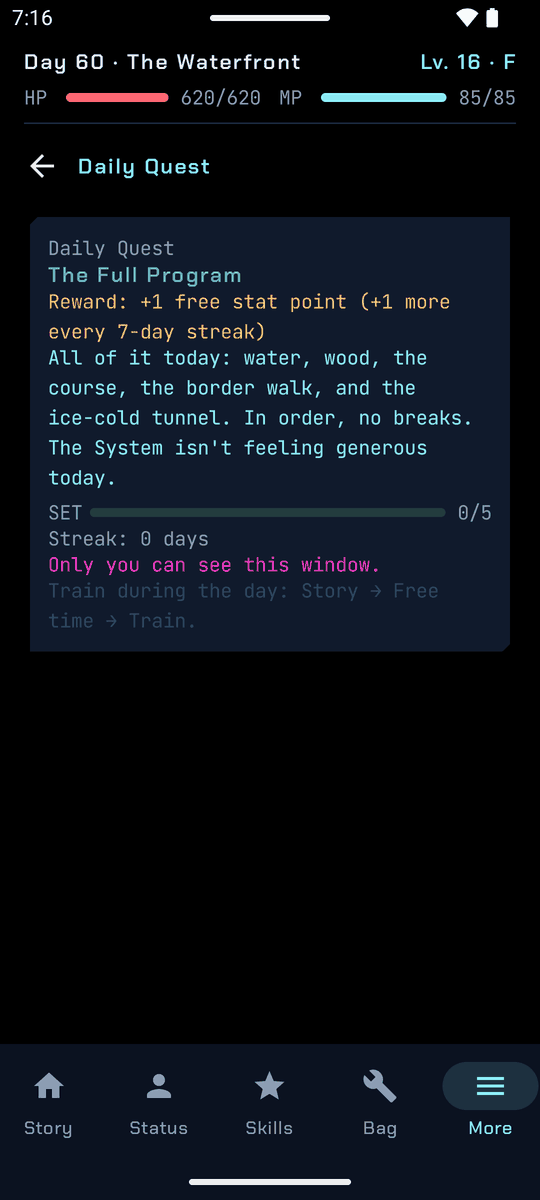 7:16
Day 60 · The Waterfront
Lv. 16 · F
HP 620/620 MP 85/85
Daily Quest
Daily Quest
The Full Program
Reward: +1 free stat point (+1 more
every 7-day streak)
All of it today: water, wood, the
course, the border walk, and the
ice-cold tunnel. In order, no breaks.
The System isn't feeling generous
today.
SET 0/5
Streak: 0 days
Only you can see this window.
Train during the day: Story → Free
time → Train.
Story Status Skills Bag More